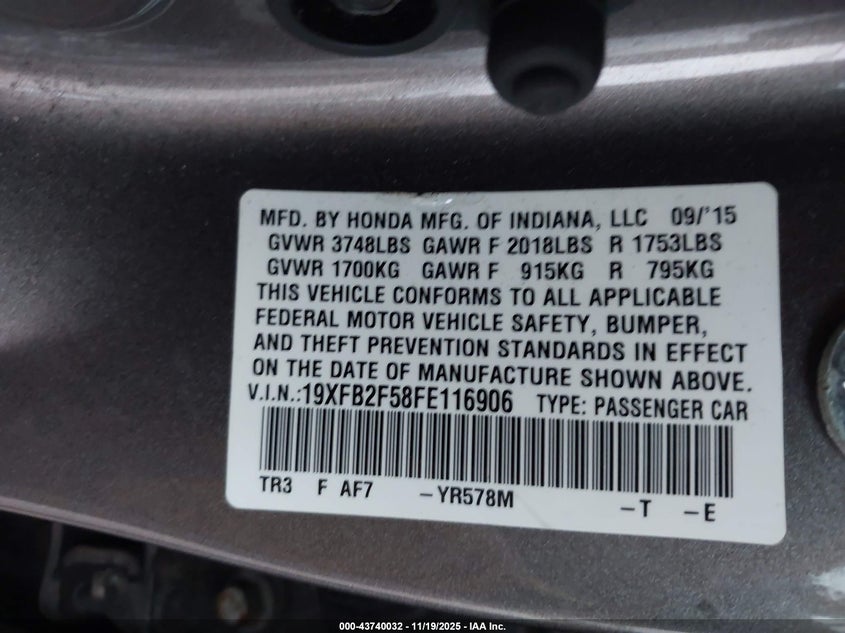 MFD. BY HONDA MFG. OF INDIANA, LLC 09/'15
GVWR 3748LBS GAWR F 2018LBS R 1753LBS
GVWR 1700KG GAWR F 915KG R 795KG
THIS VEHICLE CONFORMS TO ALL APPLICABLE
FEDERAL MOTOR VEHICLE SAFETY, BUMPER,
AND THEFT PREVENTION STANDARDS IN EFFECT
ON THE DATE OF MANUFACTURE SHOWN ABOVE.
V.I.N.:19XFB2F58FE116906 TYPE: PASSENGER CAR
TR3 F AF7 -YR578M -T -E
000-43740032 - 11/19/2025 - IAA Inc.